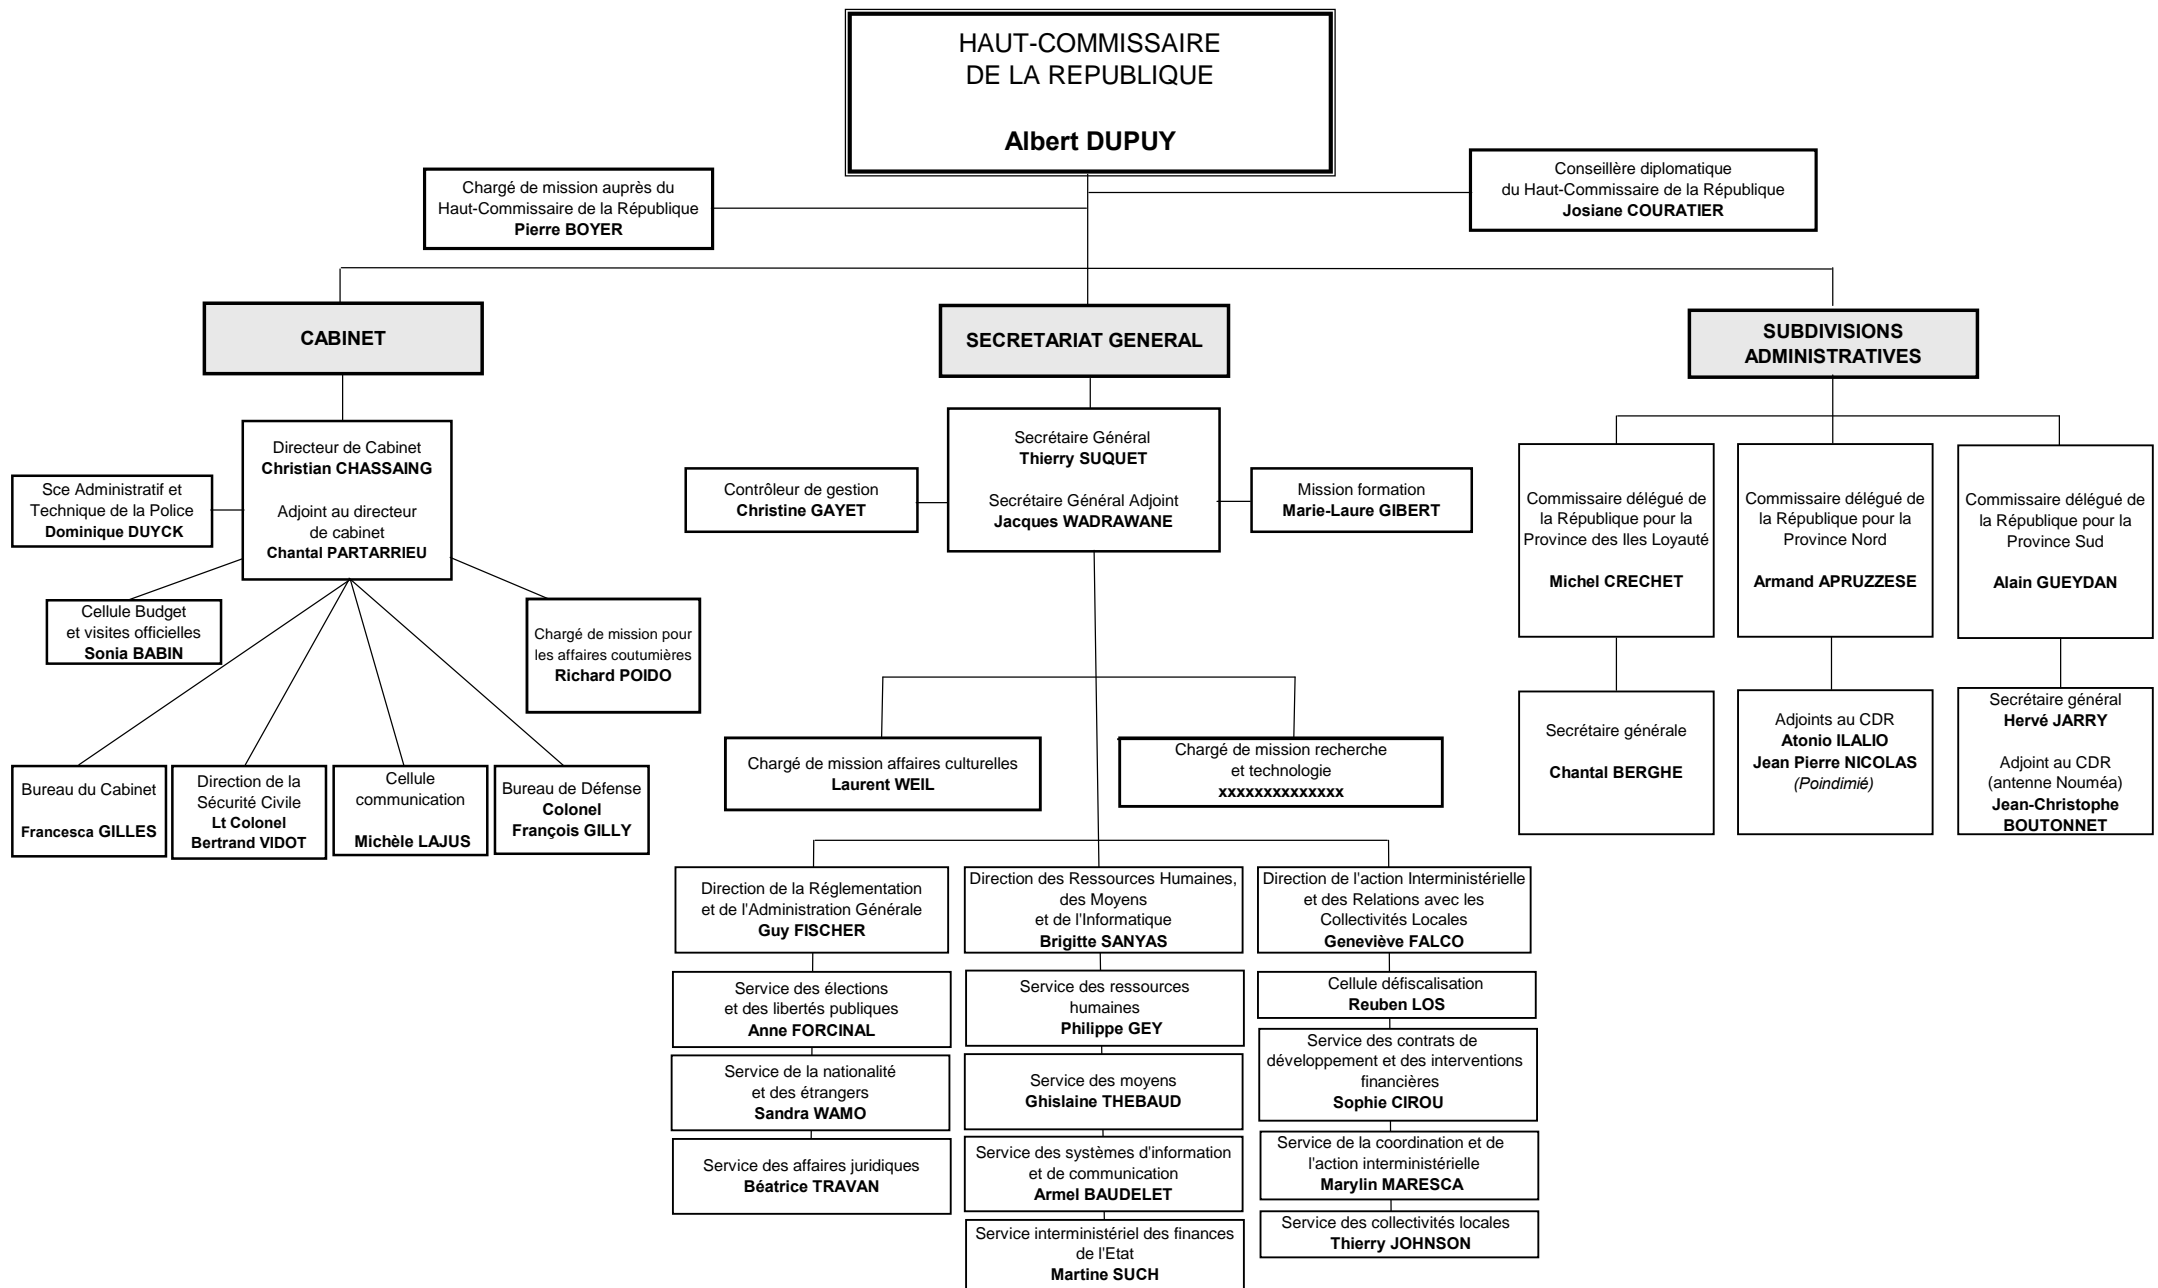 HAUT-COMMISSAIRE
DE LA REPUBLIQUE
Albert DUPUY
Chargé de mission auprès du
Haut-Commissaire de la République
Pierre BOYER
Conseillère diplomatique
du Haut-Commissaire de la République
Josiane COURATIER
CABINET
SECRETARIAT GENERAL
SUBDIVISIONS
ADMINISTRATIVES
Directeur de Cabinet
Christian CHASSAING
Adjoint au directeur
de cabinet
Chantal PARTARRIEU
Sce Administratif et
Technique de la Police
Dominique DUYCK
Cellule Budget
et visites officielles
Sonia BABIN
Chargé de mission pour
les affaires coutumières
Richard POIDO
Bureau du Cabinet
Francesca GILLES
Direction de la
Sécurité Civile
Lt Colonel
Bertrand VIDOT
Cellule
communication
Michèle LAJUS
Bureau de Défense
Colonel
François GILLY
Secrétaire Général
Thierry SUQUET
Secrétaire Général Adjoint
Jacques WADRAWANE
Contrôleur de gestion
Christine GAYET
Mission formation
Marie-Laure GIBERT
Chargé de mission affaires culturelles
Laurent WEIL
Chargé de mission recherche
et technologie
xxxxxxxxxxxxxx
Direction de la Réglementation
et de l'Administration Générale
Guy FISCHER
Service des élections
et des libertés publiques
Anne FORCINAL
Service de la nationalité
et des étrangers
Sandra WAMO
Service des affaires juridiques
Béatrice TRAVAN
Direction des Ressources Humaines,
des Moyens
et de l'Informatique
Brigitte SANYAS
Service des ressources
humaines
Philippe GEY
Service des moyens
Ghislaine THEBAUD
Service des systèmes d'information
et de communication
Armel BAUDELET
Service interministériel des finances
de l'Etat
Martine SUCH
Direction de l'action Interministérielle
et des Relations avec les
Collectivités Locales
Geneviève FALCO
Cellule défiscalisation
Reuben LOS
Service des contrats de
développement et des interventions
financières
Sophie CIROU
Service de la coordination et de
l'action interministérielle
Marylin MARESCA
Service des collectivités locales
Thierry JOHNSON
Commissaire délégué de
la République pour la
Province des Iles Loyauté
Michel CRECHET
Secrétaire générale
Chantal BERGHE
Commissaire délégué de
la République pour la
Province Nord
Armand APRUZZESE
Adjoints au CDR
Atonio ILALIO
Jean Pierre NICOLAS
(Poindimié)
Commissaire délégué de
la République pour la
Province Sud
Alain GUEYDAN
Secrétaire général
Hervé JARRY
Adjoint au CDR
(antenne Nouméa)
Jean-Christophe
BOUTONNET